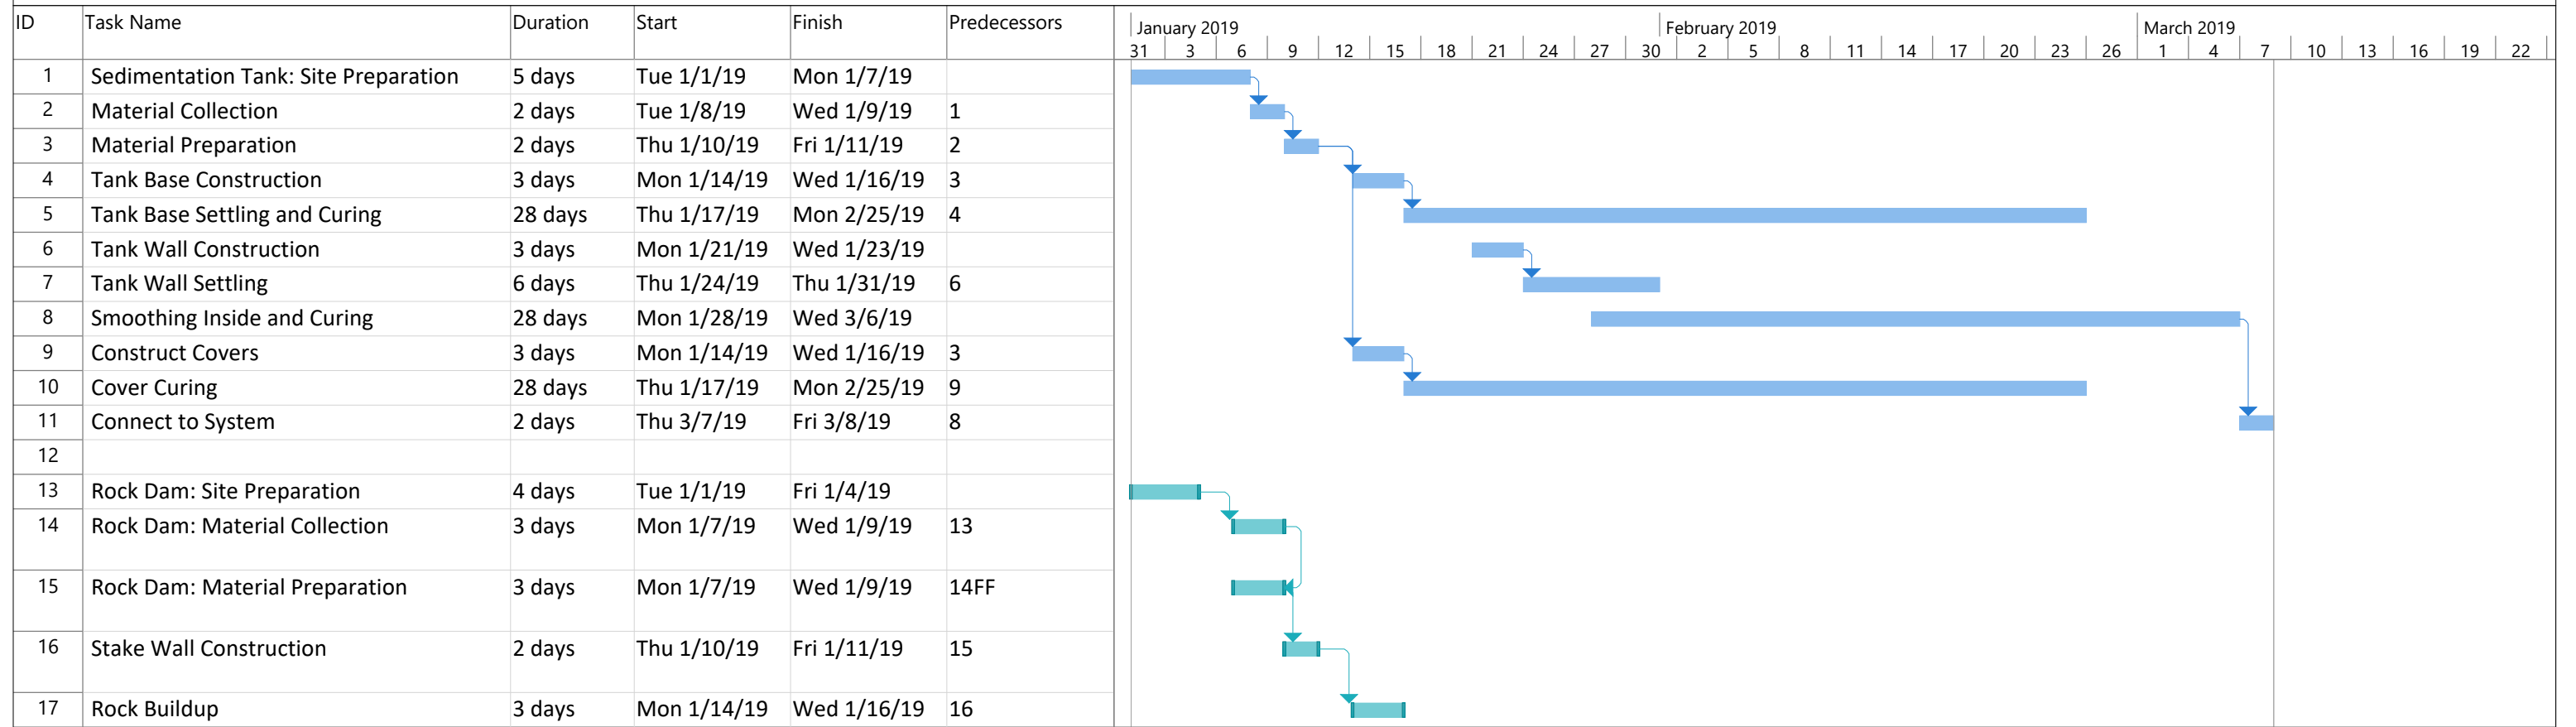 ID Task Name Duration Start Finish Predecessors January 2019 February 2019 March 2019
31 3 6 9 12 15 18 21 24 27 30 2 5 8 11 14 17 20 23 26 1 4 7 10 13 16 19 22
1 Sedimentation Tank: Site Preparation 5 days Tue 1/1/19 Mon 1/7/19
2 Material Collection 2 days Tue 1/8/19 Wed 1/9/19 1
3 Material Preparation 2 days Thu 1/10/19 Fri 1/11/19 2
4 Tank Base Construction 3 days Mon 1/14/19 Wed 1/16/19 3
5 Tank Base Settling and Curing 28 days Thu 1/17/19 Mon 2/25/19 4
6 Tank Wall Construction 3 days Mon 1/21/19 Wed 1/23/19
7 Tank Wall Settling 6 days Thu 1/24/19 Thu 1/31/19 6
8 Smoothing Inside and Curing 28 days Mon 1/28/19 Wed 3/6/19
9 Construct Covers 3 days Mon 1/14/19 Wed 1/16/19 3
10 Cover Curing 28 days Thu 1/17/19 Mon 2/25/19 9
11 Connect to System 2 days Thu 3/7/19 Fri 3/8/19 8
12
13 Rock Dam: Site Preparation 4 days Tue 1/1/19 Fri 1/4/19
14 Rock Dam: Material Collection 3 days Mon 1/7/19 Wed 1/9/19 13
15 Rock Dam: Material Preparation 3 days Mon 1/7/19 Wed 1/9/19 14FF
16 Stake Wall Construction 2 days Thu 1/10/19 Fri 1/11/19 15
17 Rock Buildup 3 days Mon 1/14/19 Wed 1/16/19 16